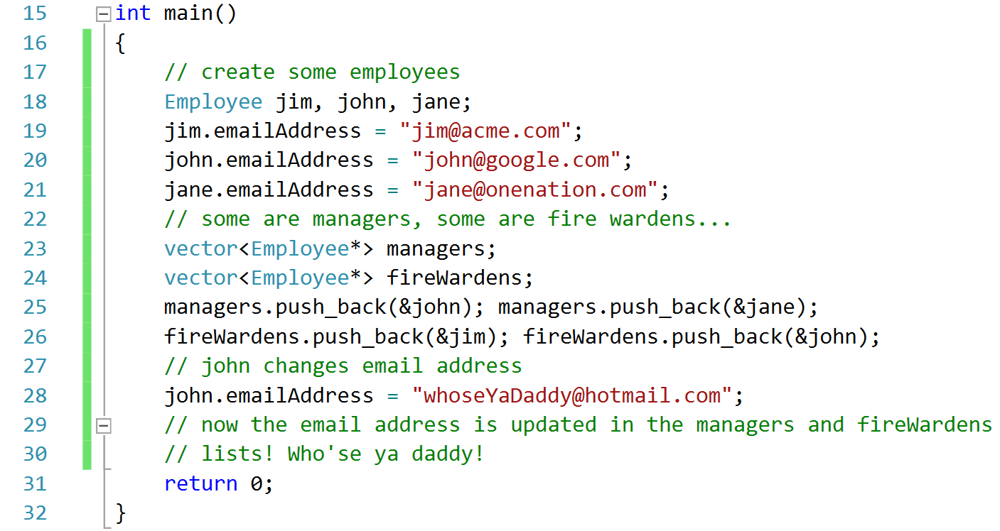 15 int main()
16 {
17 // create some employees
18 Employee jim, john, jane;
19 jim.emailAddress = "jim@acme.com";
20 john.emailAddress = "john@google.com";
21 jane.emailAddress = "jane@onenation.com";
22 // some are managers, some are fire wardens...
23 vector<Employee*> managers;
24 vector<Employee*> fireWardens;
25 managers.push_back(&john); managers.push_back(&jane);
26 fireWardens.push_back(&jim); fireWardens.push_back(&john);
27 // john changes email address
28 john.emailAddress = "whoseYaDaddy@hotmail.com";
29 // now the email address is updated in the managers and fireWardens
30 // lists! Who'se ya daddy!
31 return 0;
32 }